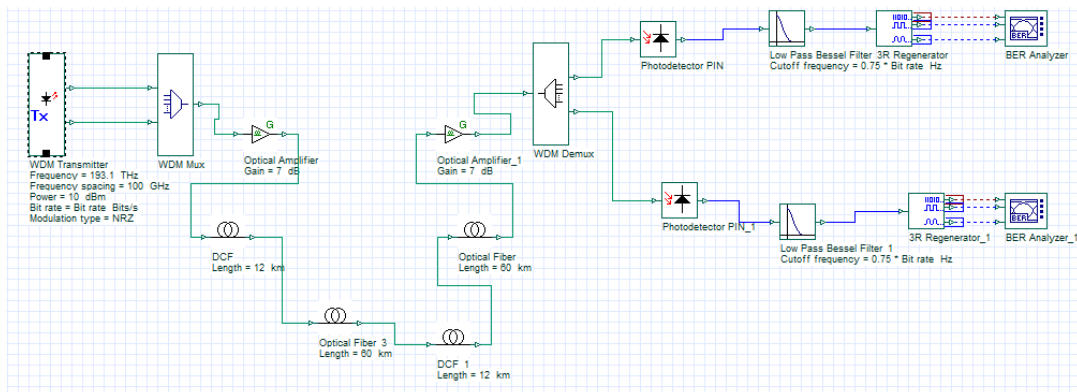 Tx
WDM Transmitter
Frequency = 193.1 THz
Frequency spacing = 100 GHz
Power = 10 dBm
Bit rate = Bit rate Bits/s
Modulation type = NRZ
WDM Mux
G
Optical Amplifier
Gain = 7 dB
DCF
Length = 12 km
Optical Fiber 3
Length = 60 km
DCF 1
Length = 12 km
Optical Fiber
Length = 60 km
G
Optical Amplifier_1
Gain = 7 dB
WDM Demux
Photodetector PIN
Low Pass Bessel Filter
Cutoff frequency = 0.75 * Bit rate Hz
3R Regenerator
BER
BER Analyzer
Photodetector PIN_1
Low Pass Bessel Filter 1
Cutoff frequency = 0.75 * Bit rate Hz
3R Regenerator_1
BER
BER Analyzer_1